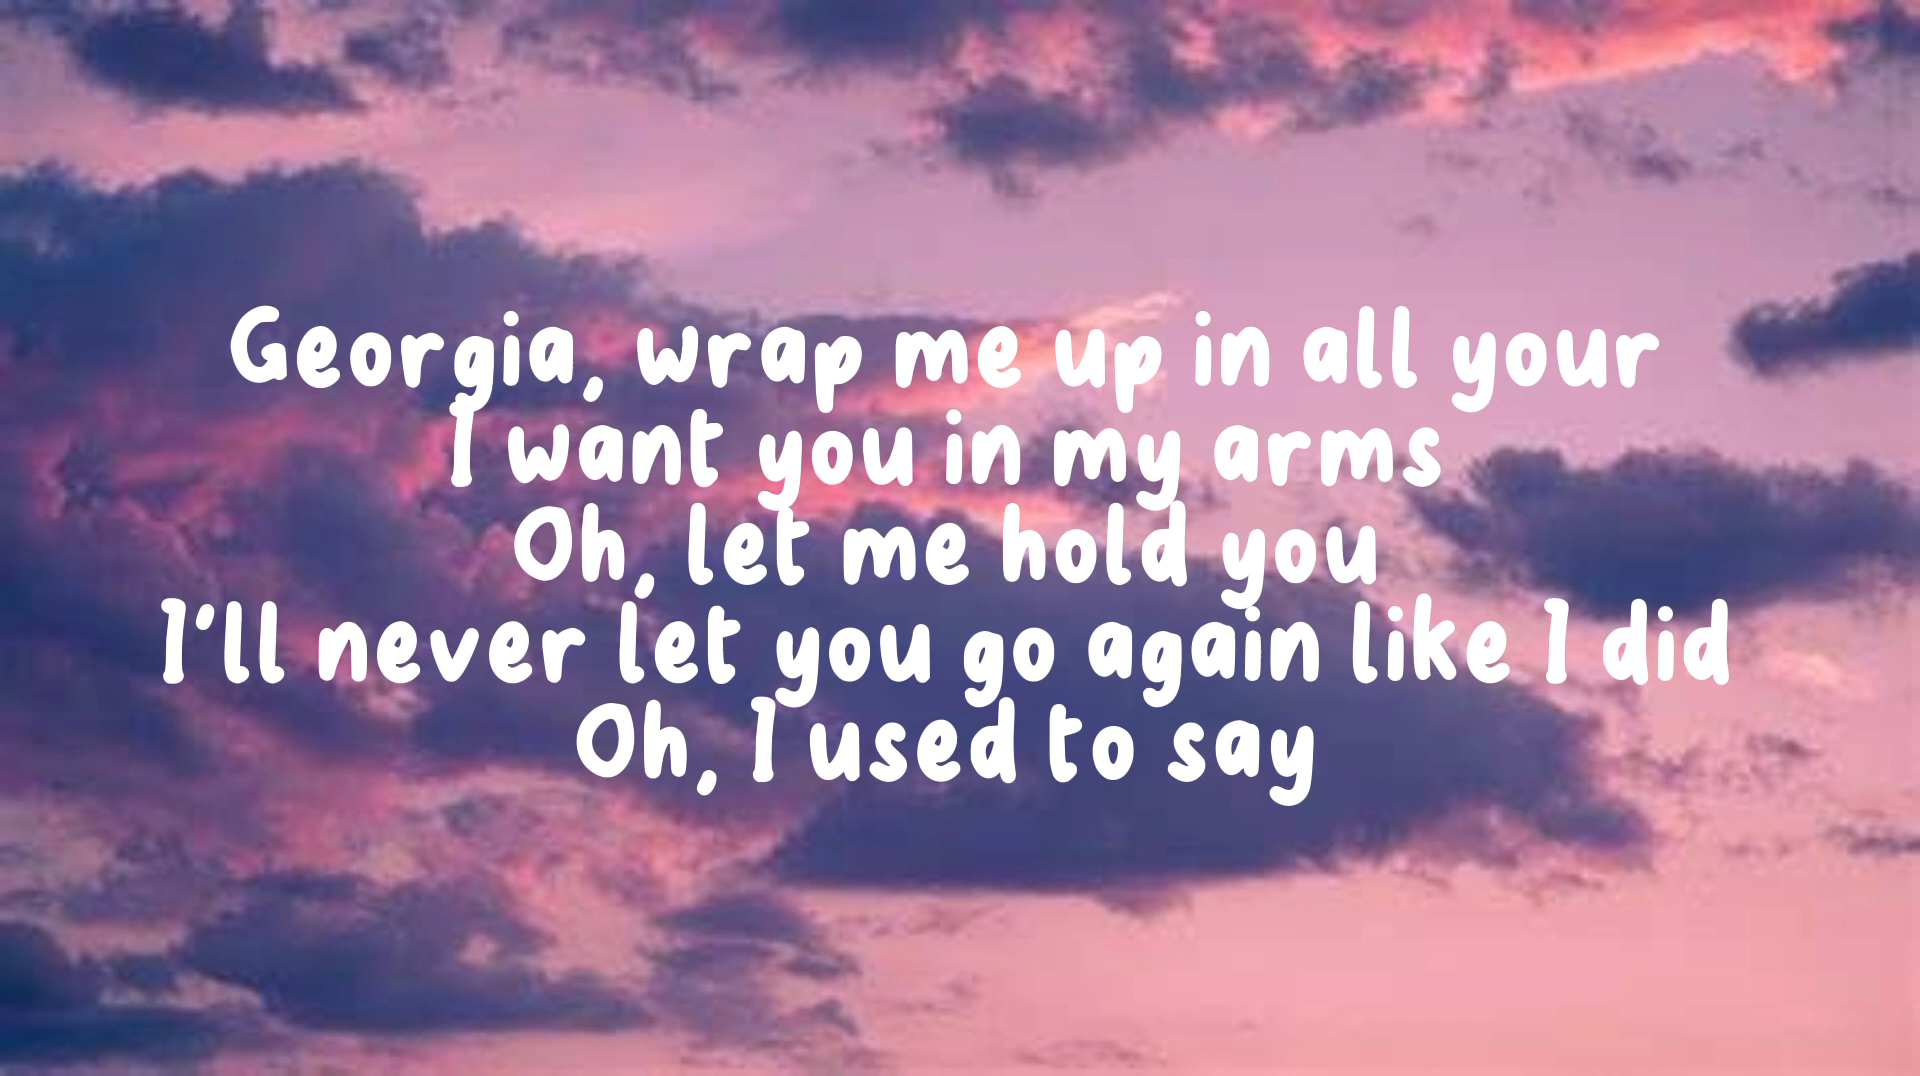 Georgia, wrap me up in all your
I want you in my arms
Oh, let me hold you
I'll never let you go again like I did
Oh, I used to say